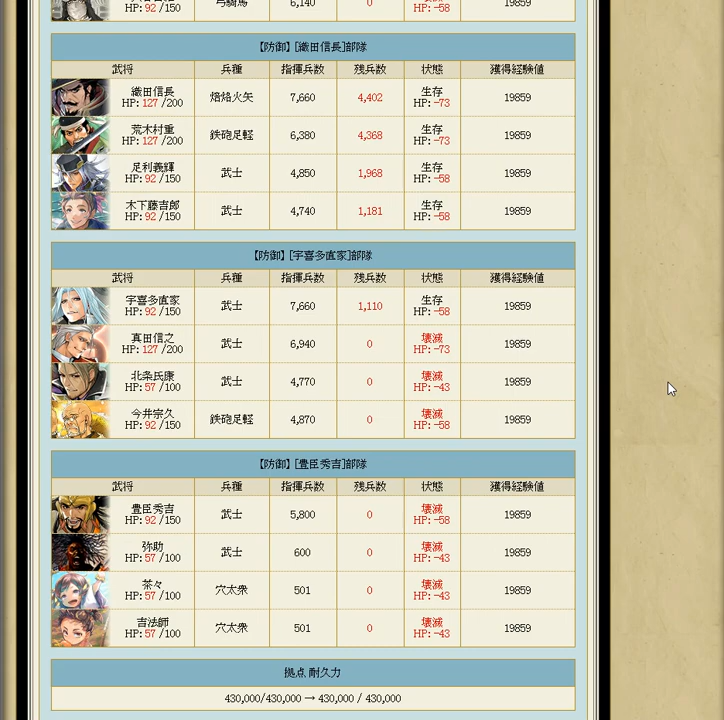 HP: 92 /150 弓騎馬 6,140 0 HP: -58 19859
【防御】[織田信長]部隊
武将 兵種 指揮兵数 残兵数 状態 獲得経験値
織田信長 焙烙火矢 7,660 4,402 生存 19859
HP: 127 /200 HP: -73
荒木村重 鉄砲足軽 6,380 4,368 生存 19859
HP: 127 /200 HP: -73
足利義輝 武士 4,850 1,968 生存 19859
HP: 92 /150 HP: -58
木下藤吉郎 武士 4,740 1,181 生存 19859
HP: 92 /150 HP: -58
【防御】[宇喜多直家]部隊
武将 兵種 指揮兵数 残兵数 状態 獲得経験値
宇喜多直家 武士 7,660 1,110 生存 19859
HP: 92 /150 HP: -58
真田信之 武士 6,940 0 壊滅 19859
HP: 127 /200 HP: -73
北条氏康 武士 4,770 0 壊滅 19859
HP: 57 /100 HP: -43
今井宗久 鉄砲足軽 4,870 0 壊滅 19859
HP: 92 /150 HP: -58
【防御】[豊臣秀吉]部隊
武将 兵種 指揮兵数 残兵数 状態 獲得経験値
豊臣秀吉 武士 5,800 0 壊滅 19859
HP: 92 /150 HP: -58
弥助 武士 600 0 壊滅 19859
HP: 57 /100 HP: -43
茶々 穴太衆 501 0 壊滅 19859
HP: 57 /100 HP: -43
吉法師 穴太衆 501 0 壊滅 19859
HP: 57 /100 HP: -43
拠点 耐久力
430,000/430,000 → 430,000 / 430,000